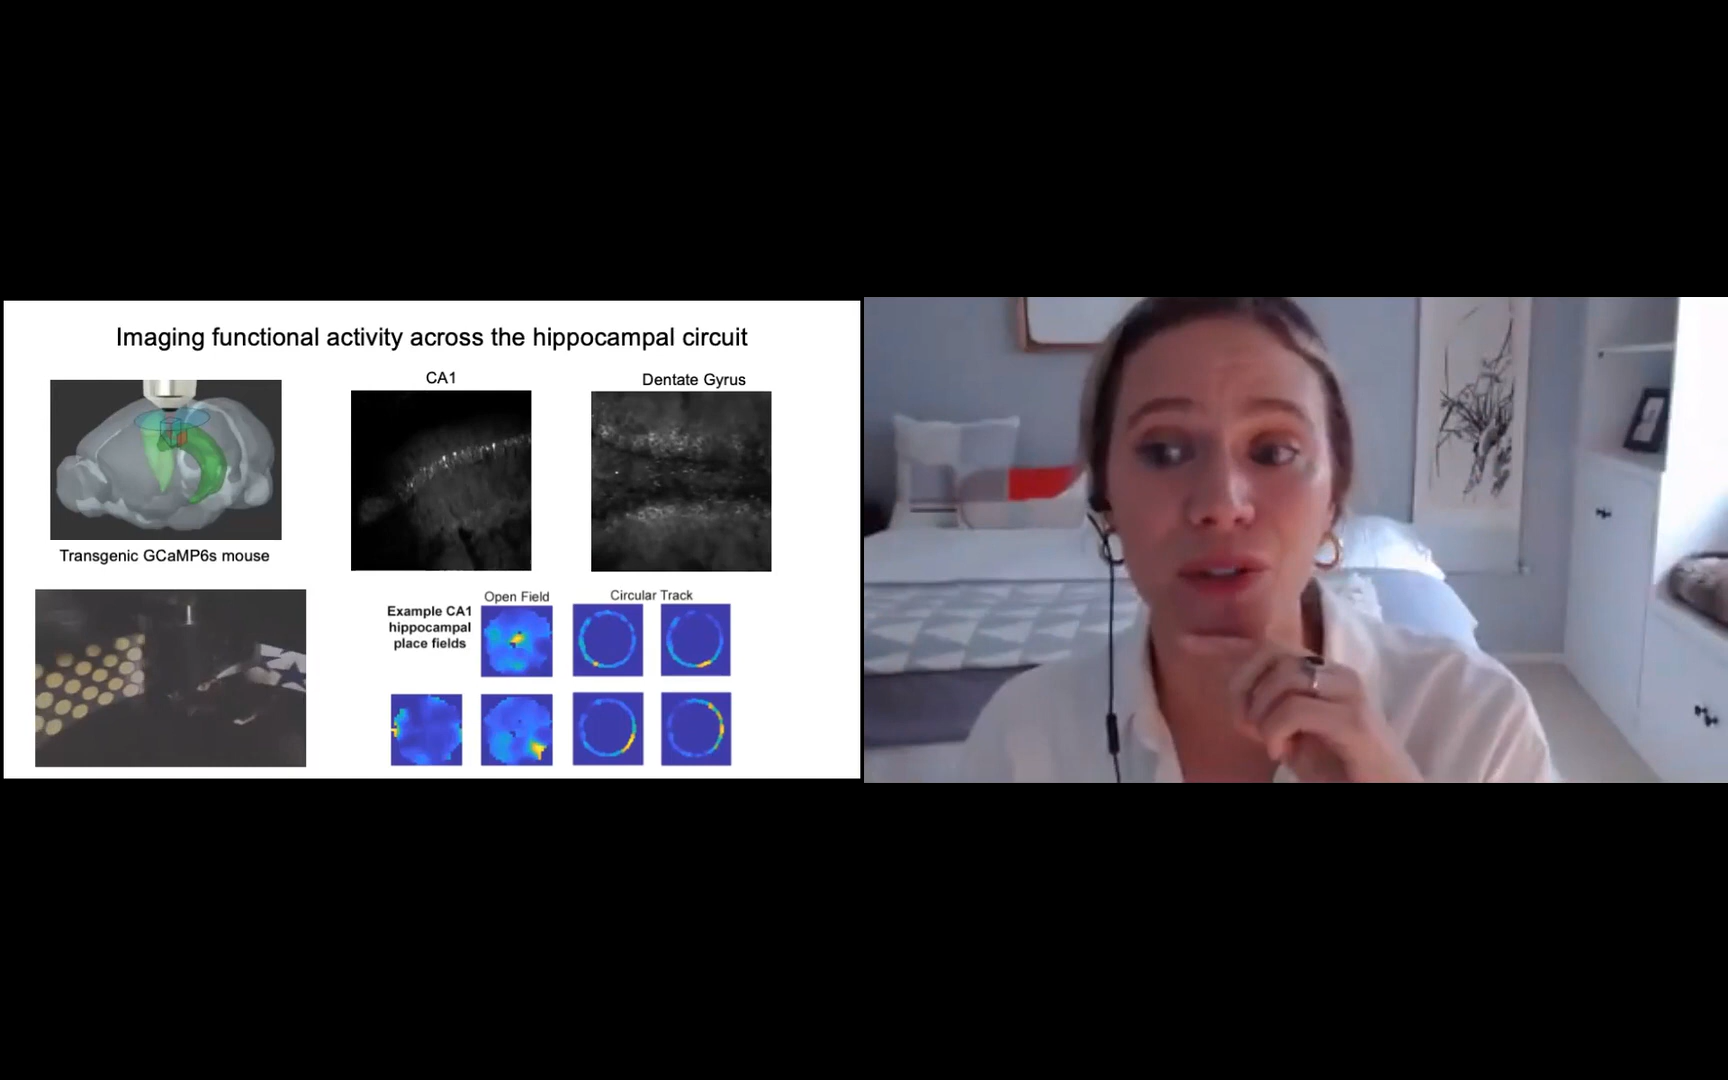 Imaging functional activity across the hippocampal circuit
CA1
Dentate Gyrus
Transgenic GCaMP6s mouse
Open Field
Circular Track
Example CA1
hippocampal
place fields